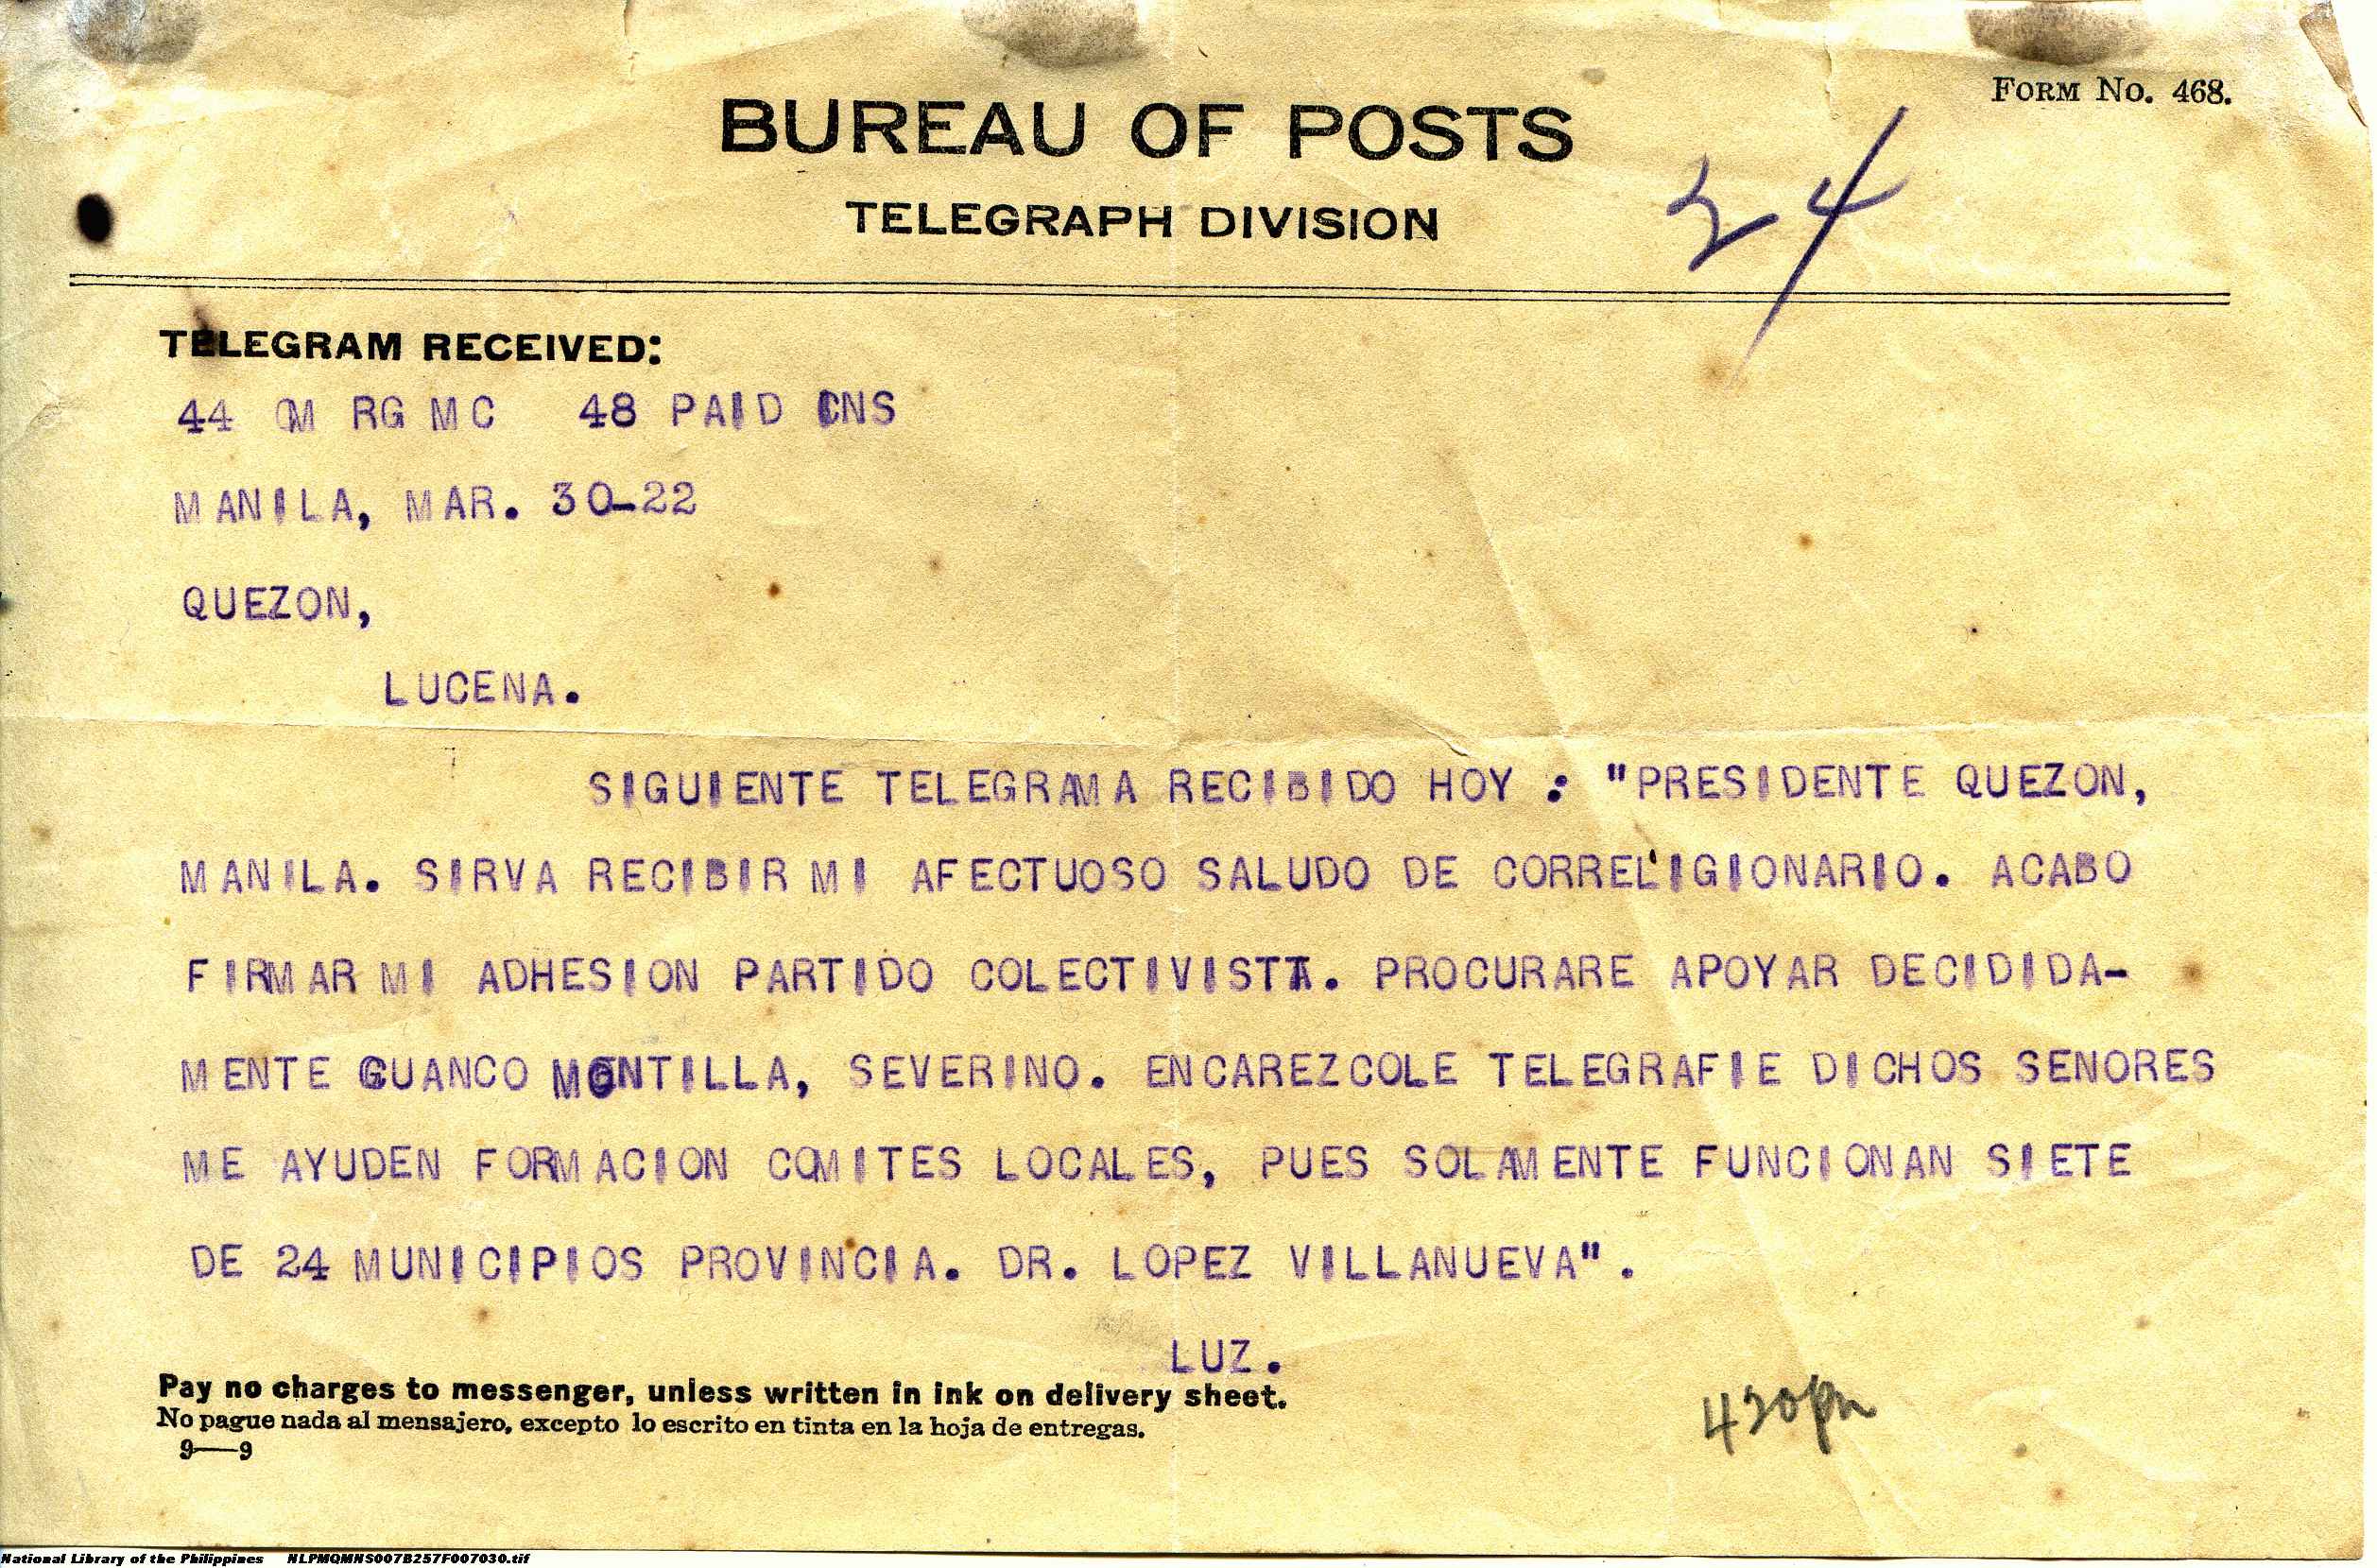 FORM NO. 468.
BUREAU OF POSTS
24
TELEGRAPH DIVISION
TELEGRAM RECEIVED:
44 OM RG MC 48 PAID CNS
MANILA, MAR. 30-22
QUEZON,
LUCENA.
SIGUIENTE TELEGRAMA RECIBIDO HOY : "PRESIDENTE QUEZON,
MANILA. SIRVA RECIBIR MI AFECTUOSO SALUDO DE CORREL'IGIONARIO. ACABO
FIRMAR MI ADHESION PARTIDO COLECTIVISTA. PROCURARE APOYAR DECIDIDA-
MENTE GUANCO MONTILLA, SEVERINO. ENCAREZCOLE TELEGRAFIE DICHOS SENORES
ME AYUDEN FORMACION COMITES LOCALES, PUES SOLAMENTE FUNCIONAN SIETE
DE 24 MUNICIPIOS PROVINCIA. DR. LOPEZ VILLANUEVA".
LUZ.
Pay no charges to messenger, unless written in ink on delivery sheet.
No pague nada al mensajero, excepto lo escrito en tinta en la hoja de entregas.
9—9
430pm
National Library of the Philippines NLPMQMNS007B257F007030.tif